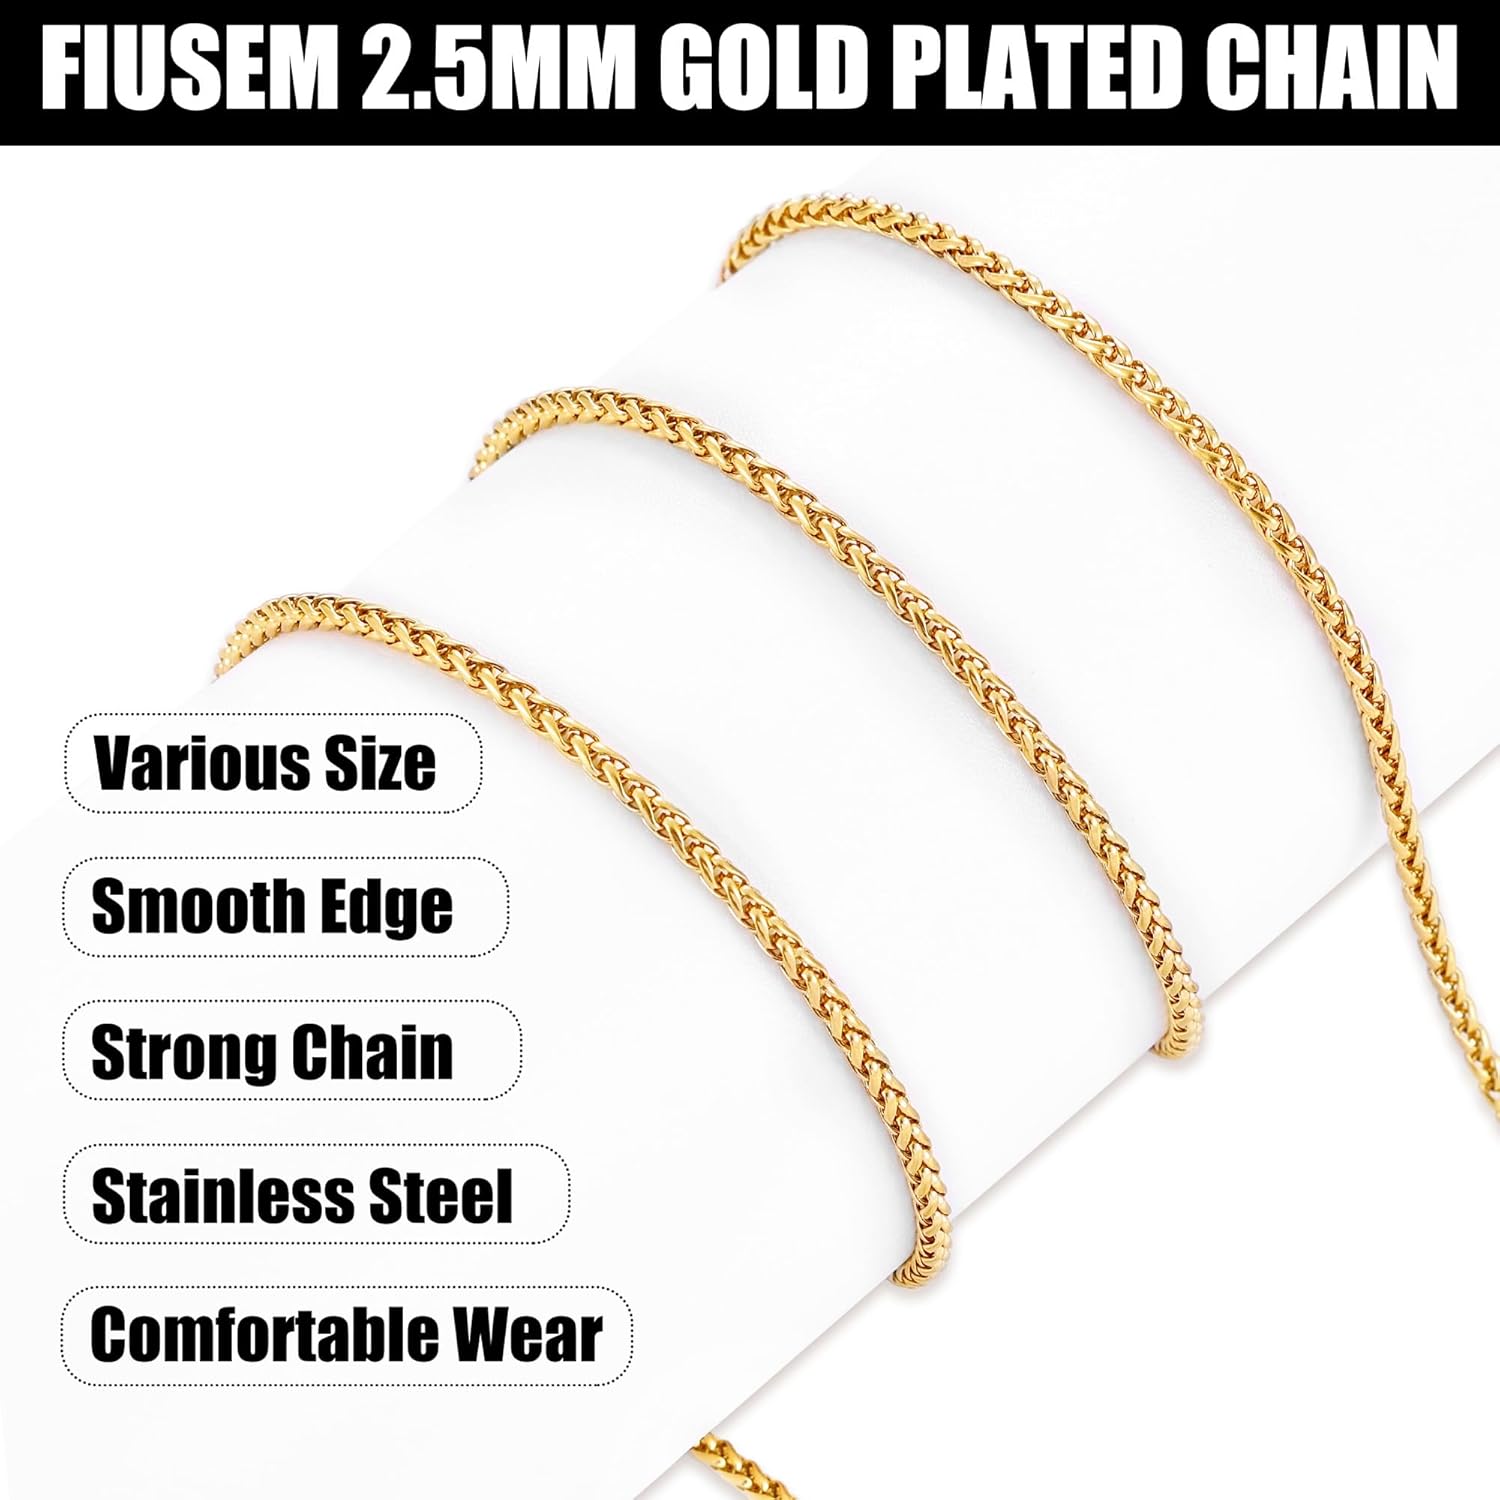 FIUSEM 2.5MM GOLD PLATED CHAIN
Various Size
Smooth Edge
Strong Chain
Stainless Steel
Comfortable Wear